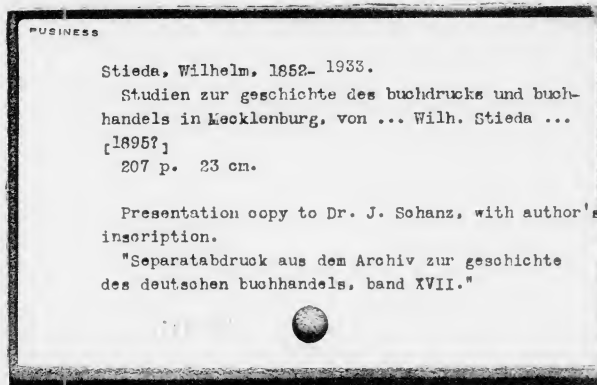 BUSINESS
Stieda, Wilhelm, 1852- 1933.
Studien zur geschichte des buchdrucks und buch-
handels in Mecklenburg, von ... Wilh. Stieda ...
[1895?]
207 p. 23 cm.
Presentation copy to Dr. J. Schanz, with author's
inscription.
"Separatabdruck aus dem Archiv zur geschichte
des deutschen buchhandels, band XVII."